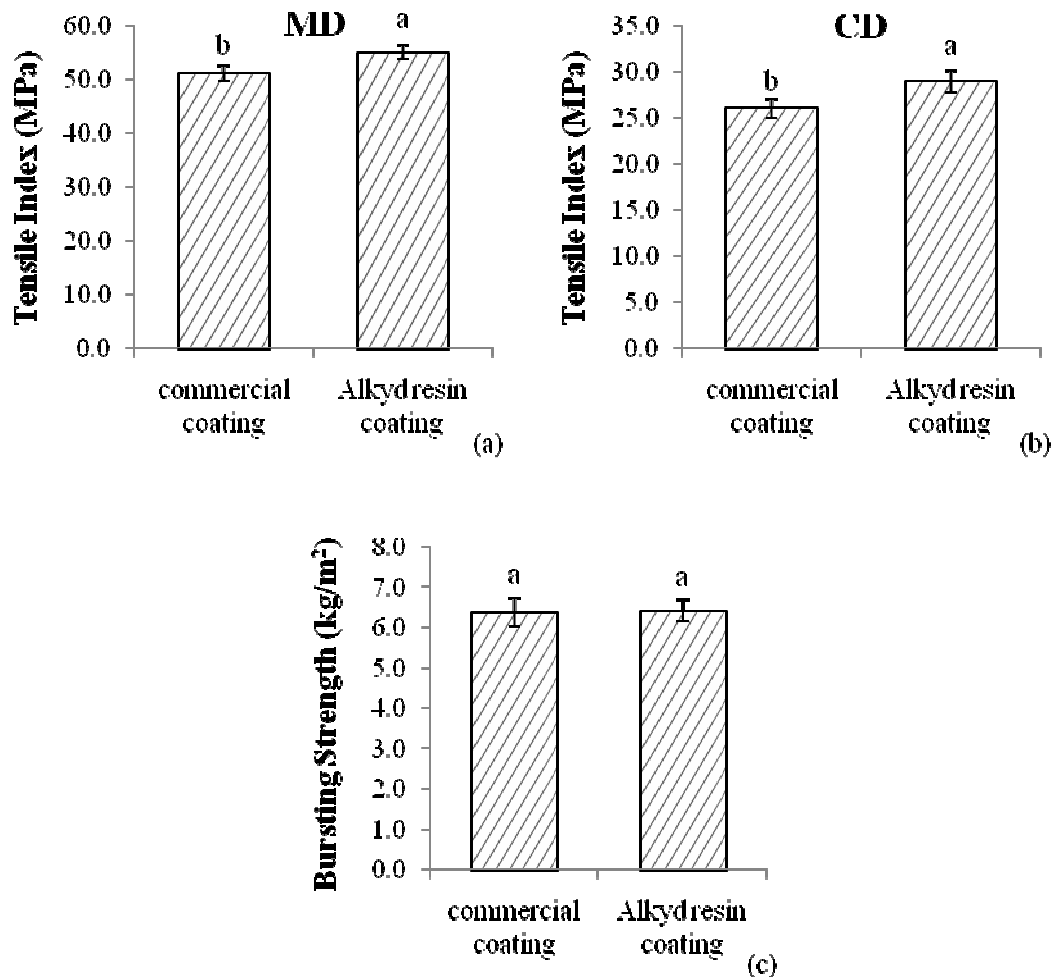 MD
Tensile Index (MPa)
60.0
50.0
40.0
30.0
20.0
10.0
0.0
b
a
commercial
coating
Alkyd resin
coating
(a)
CD
Tensile Index (MPa)
35.0
30.0
25.0
20.0
15.0
10.0
5.0
0.0
b
a
commercial
coating
Alkyd resin
coating
(b)
Bursting Strength (kg/m²)
8.0
7.0
6.0
5.0
4.0
3.0
2.0
1.0
0.0
a
a
commercial
coating
Alkyd resin
coating
(c)